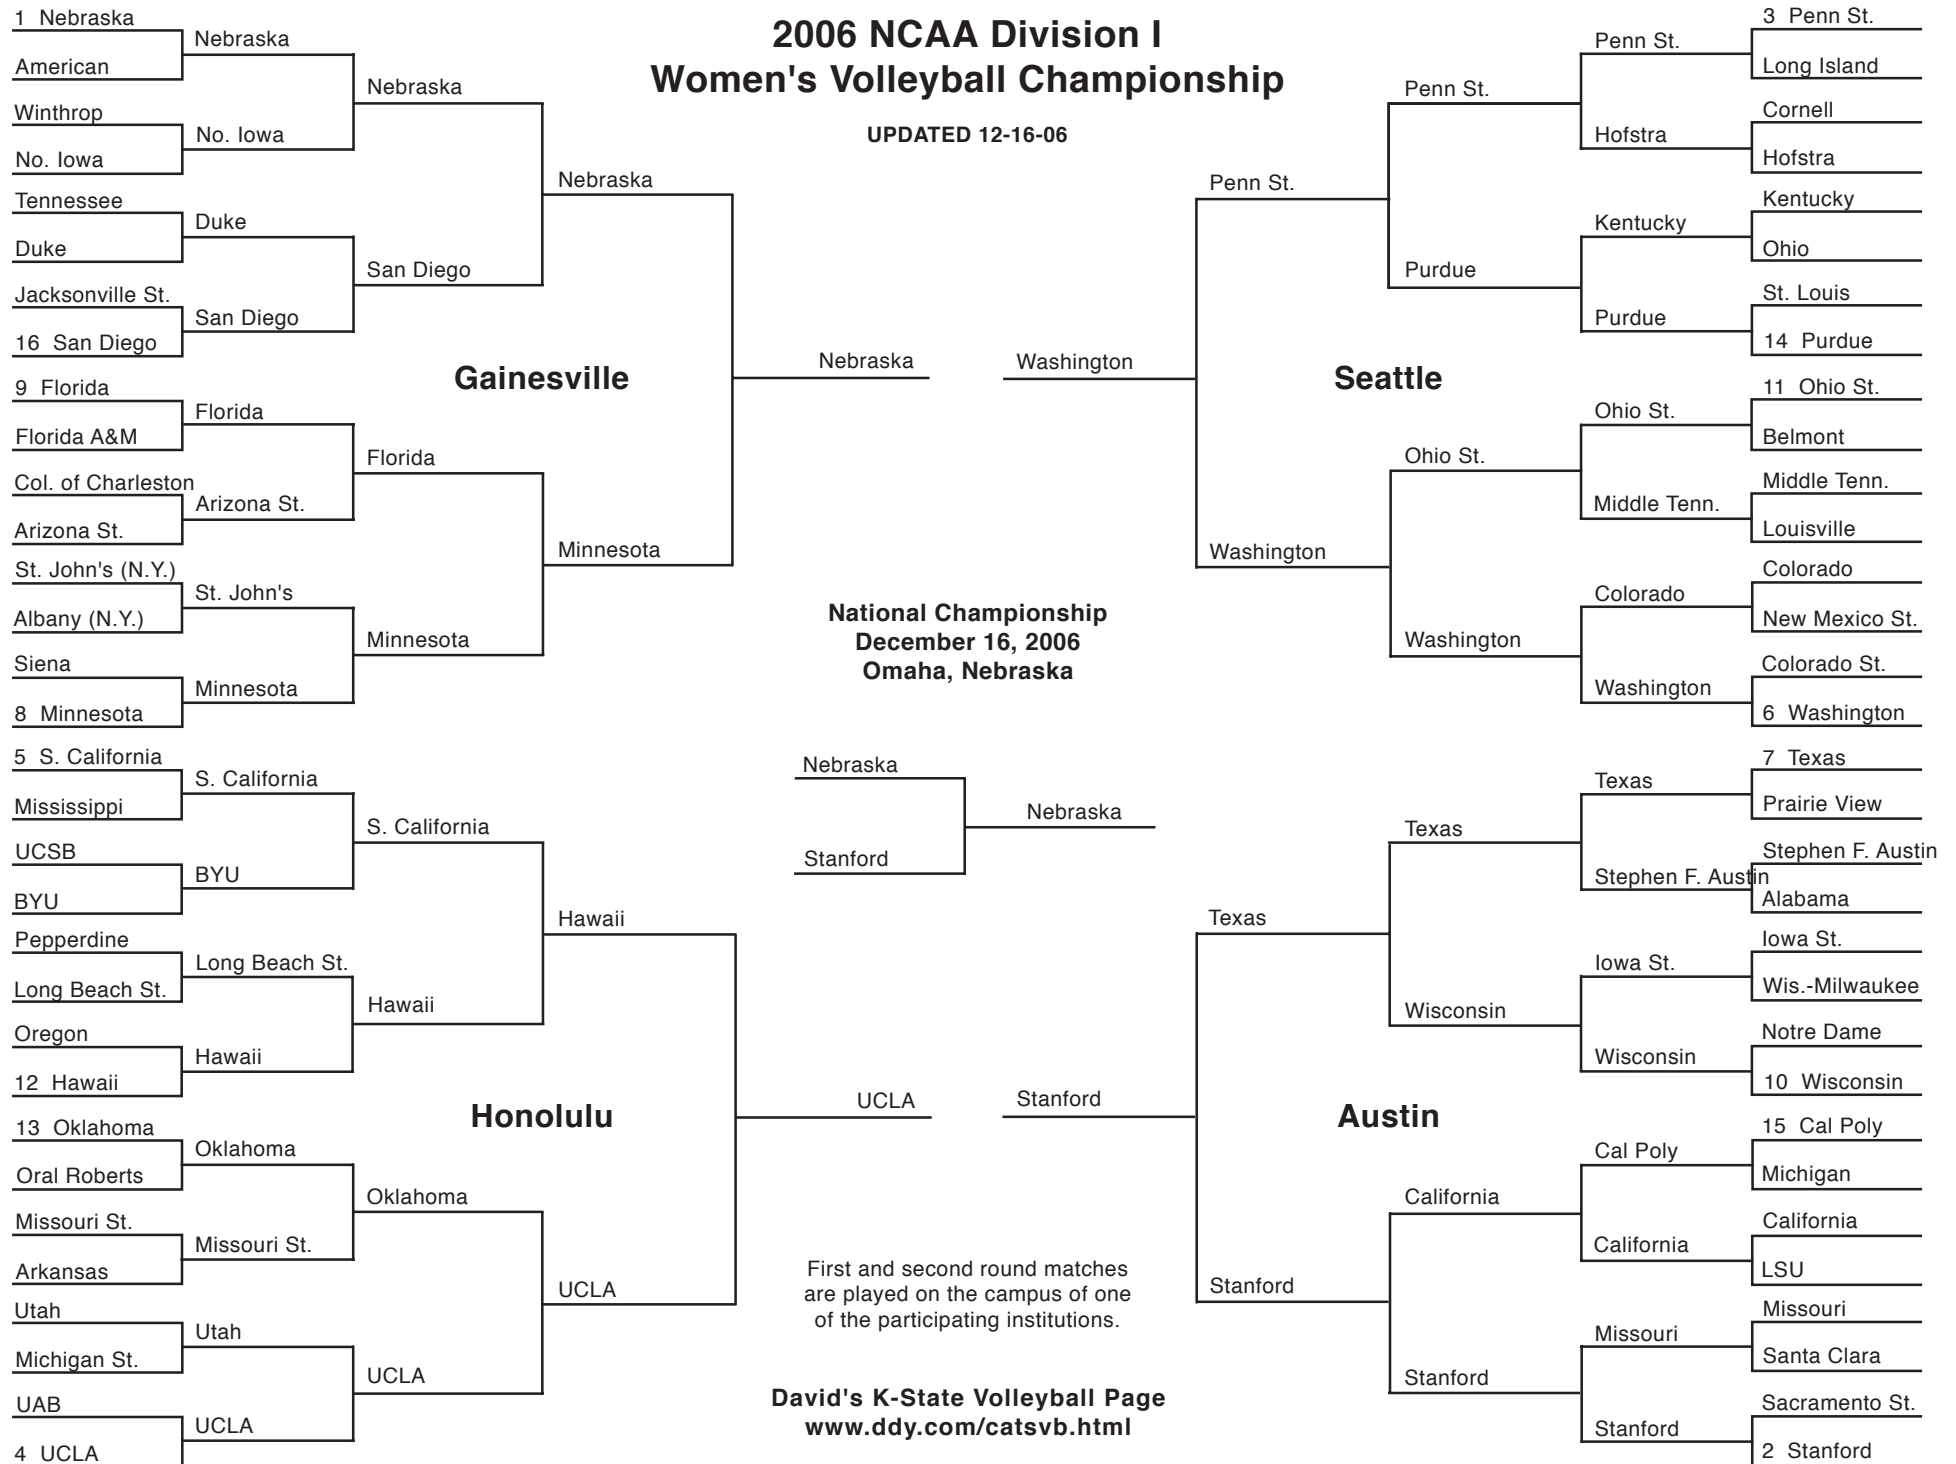 2006 NCAA Division I
Women's Volleyball Championship
UPDATED 12-16-06
1 Nebraska
American
Winthrop
No. Iowa
Tennessee
Duke
Jacksonville St.
16 San Diego
9 Florida
Florida A&M
Col. of Charleston
Arizona St.
St. John's (N.Y.)
Albany (N.Y.)
Siena
8 Minnesota
Nebraska
No. Iowa
Duke
San Diego
Florida
Arizona St.
St. John's
Minnesota
Nebraska
San Diego
Florida
Minnesota
Nebraska
Minnesota
Gainesville
Nebraska
5 S. California
Mississippi
UCSB
BYU
Pepperdine
Long Beach St.
Oregon
12 Hawaii
13 Oklahoma
Oral Roberts
Missouri St.
Arkansas
Utah
Michigan St.
UAB
4 UCLA
S. California
BYU
Long Beach St.
Hawaii
Oklahoma
Missouri St.
Utah
UCLA
S. California
Hawaii
Oklahoma
UCLA
Hawaii
UCLA
Honolulu
UCLA
National Championship
December 16, 2006
Omaha, Nebraska
Nebraska
Stanford
Nebraska
First and second round matches
are played on the campus of one
of the participating institutions.
David's K-State Volleyball Page
www.ddy.com/catsvb.html
Washington
Seattle
Penn St.
Washington
Penn St.
Purdue
Ohio St.
Washington
Penn St.
Hofstra
Kentucky
Purdue
Ohio St.
Middle Tenn.
Colorado
Washington
3 Penn St.
Long Island
Cornell
Hofstra
Kentucky
Ohio
St. Louis
14 Purdue
11 Ohio St.
Belmont
Middle Tenn.
Louisville
Colorado
New Mexico St.
Colorado St.
6 Washington
Stanford
Austin
Texas
Stanford
Texas
Wisconsin
California
Stanford
Texas
Stephen F. Austin
Iowa St.
Wisconsin
Cal Poly
California
Missouri
Stanford
7 Texas
Prairie View
Stephen F. Austin
Alabama
Iowa St.
Wis.-Milwaukee
Notre Dame
10 Wisconsin
15 Cal Poly
Michigan
California
LSU
Missouri
Santa Clara
Sacramento St.
2 Stanford